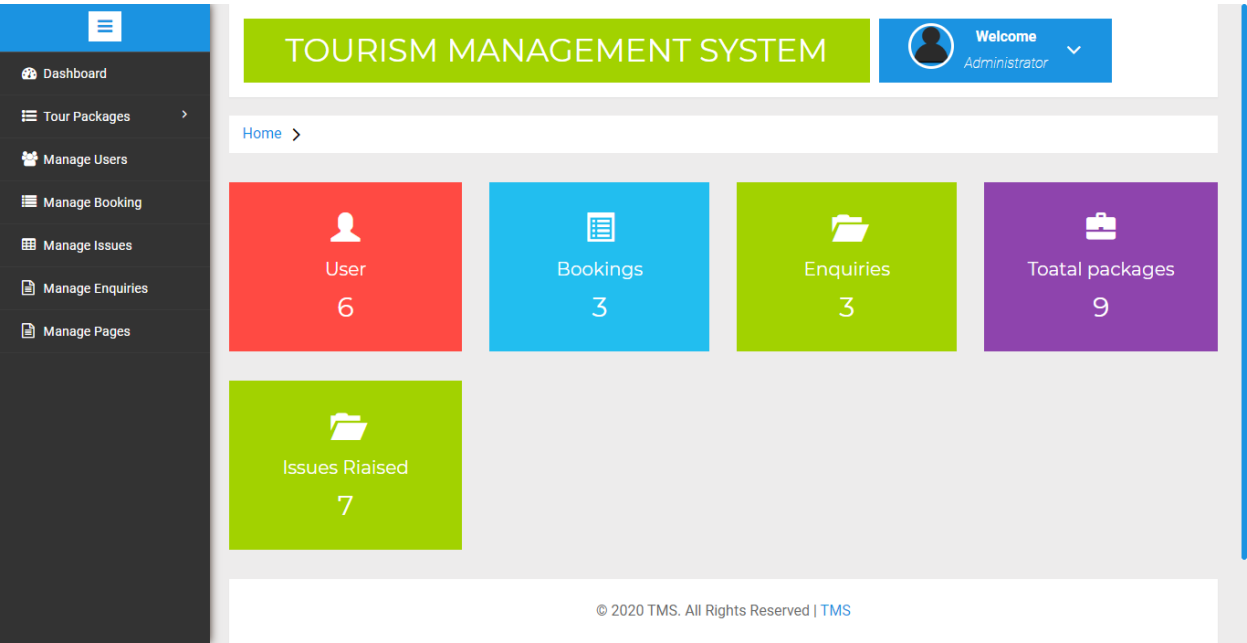 TOURISM MANAGEMENT SYSTEM
Welcome
Administrator
Dashboard
Tour Packages
Manage Users
Manage Booking
Manage Issues
Manage Enquiries
Manage Pages
Home
User
6
Bookings
3
Enquiries
3
Toatal packages
9
Issues Riaised
7
© 2020 TMS. All Rights Reserved | TMS